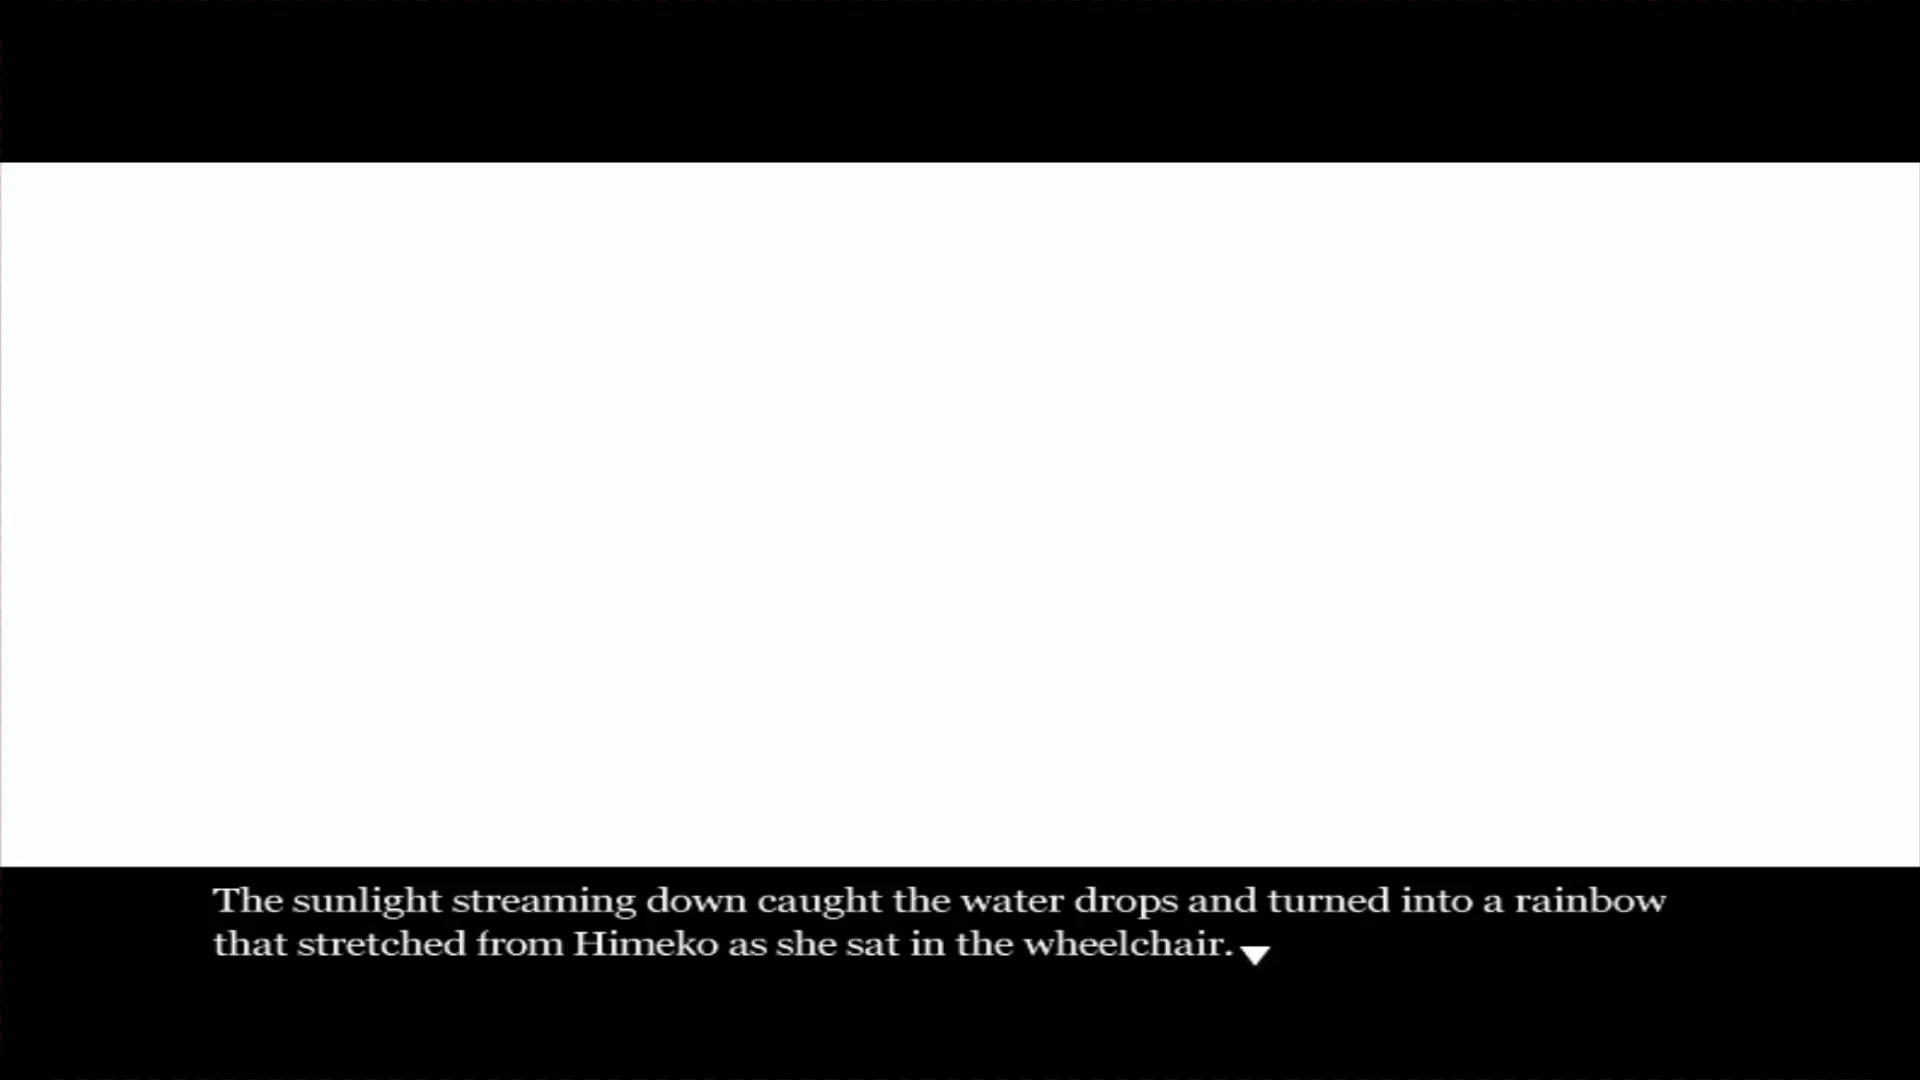 The sunlight streaming down caught the water drops and turned into a rainbow
that stretched from Himeko as she sat in the wheelchair.